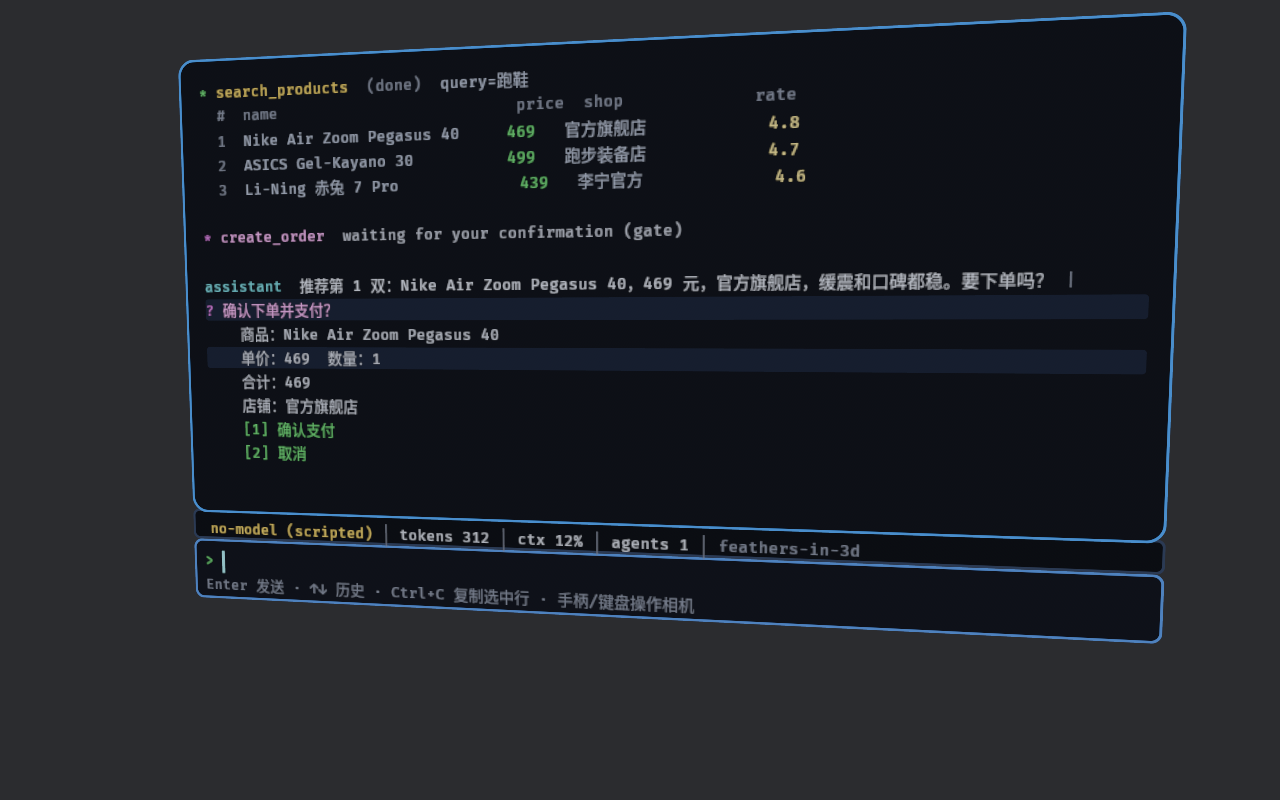 * search_products (done) query=跑鞋
# name price shop rate
1 Nike Air Zoom Pegasus 40 469 官方旗舰店 4.8
2 ASICS Gel-Kayano 30 499 跑步装备店 4.7
3 Li-Ning 赤兔 7 Pro 439 李宁官方 4.6
* create_order waiting for your confirmation (gate)
assistant 推荐第 1 双: Nike Air Zoom Pegasus 40, 469 元, 官方旗舰店, 缓震和口碑都稳。要下单吗?
? 确认下单并支付?
商品: Nike Air Zoom Pegasus 40
单价: 469 数量: 1
合计: 469
店铺: 官方旗舰店
[1] 确认支付
[2] 取消
no-model (scripted) │ tokens 312 │ ctx 12% │ agents 1 │ feathers-in-3d
>
Enter 发送 · ↑↓ 历史 · Ctrl+C 复制选中行 · 手柄/键盘操作相机